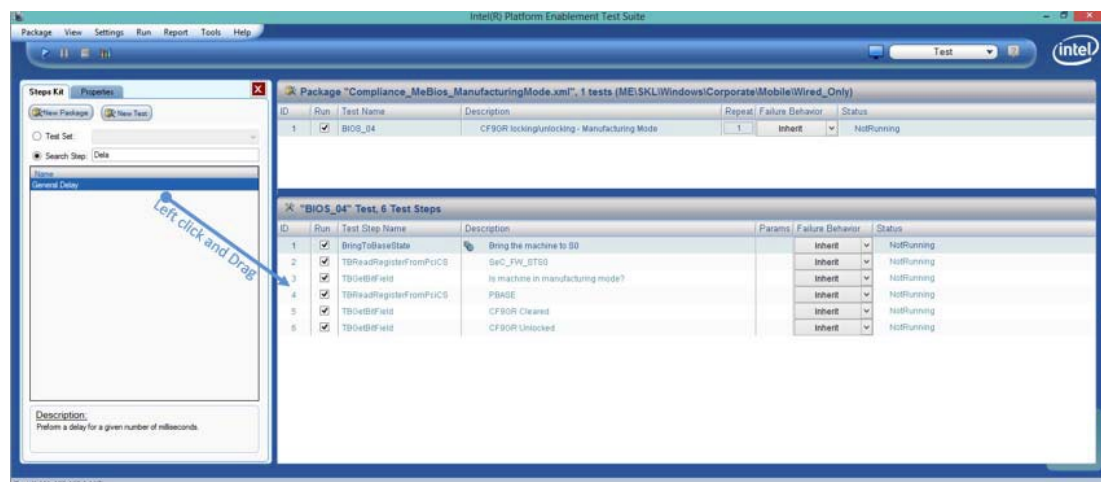 Intel(R) Platform Enablement Test Suite
Package View Settings Run Report Tools Help
Test
intel
Steps Kit Properties
New Package New Test
Test Set:
Search Step: Dela
Name
General Delay
Left click and Drag
Description:
Preform a delay for a given number of milliseconds.
Package "Compliance_MeBios_ManufacturingMode.xml", 1 tests (ME\SKL\Windows\Corporate\Mobile\Wired_Only)
ID Run Test Name Description Repeat Failure Behavior Status
1 BIOS_04 CF9GR locking/unlocking - Manufacturing Mode 1 Inherit NotRunning
"BIOS_04" Test, 6 Test Steps
ID Run Test Step Name Description Params Failure Behavior Status
1 BringToBaseState Bring the machine to S0 Inherit NotRunning
2 TBReadRegisterFromPciCS SeC_FW_STS0 Inherit NotRunning
3 TBGetBitField Is machine in manufacturing mode? Inherit NotRunning
4 TBReadRegisterFromPciCS PBASE Inherit NotRunning
5 TBGetBitField CF9GR Cleared Inherit NotRunning
6 TBGetBitField CF9GR Unlocked Inherit NotRunning